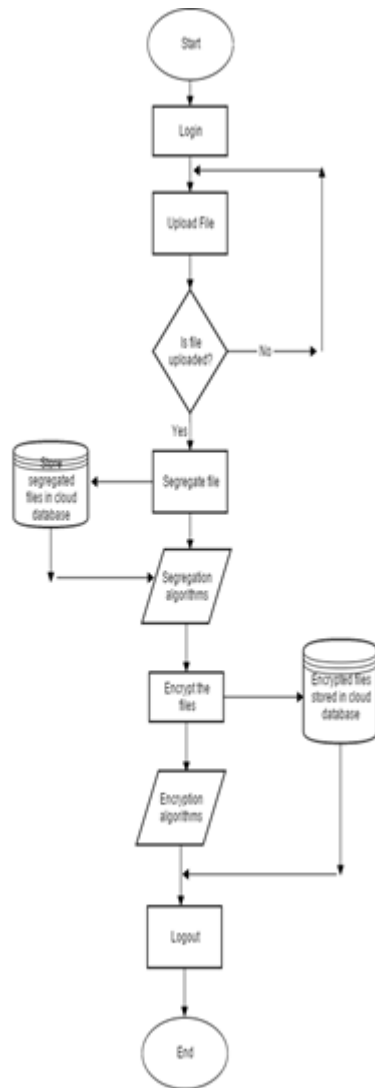 Start
Login
Upload File
Is file
uploaded?
No
Yes
Store
segregated
files in cloud
database
Segregate file
Segregation
algorithms
Encrypt the
files
Encrypted files
stored in cloud
database
Encryption
algorithms
Logout
End